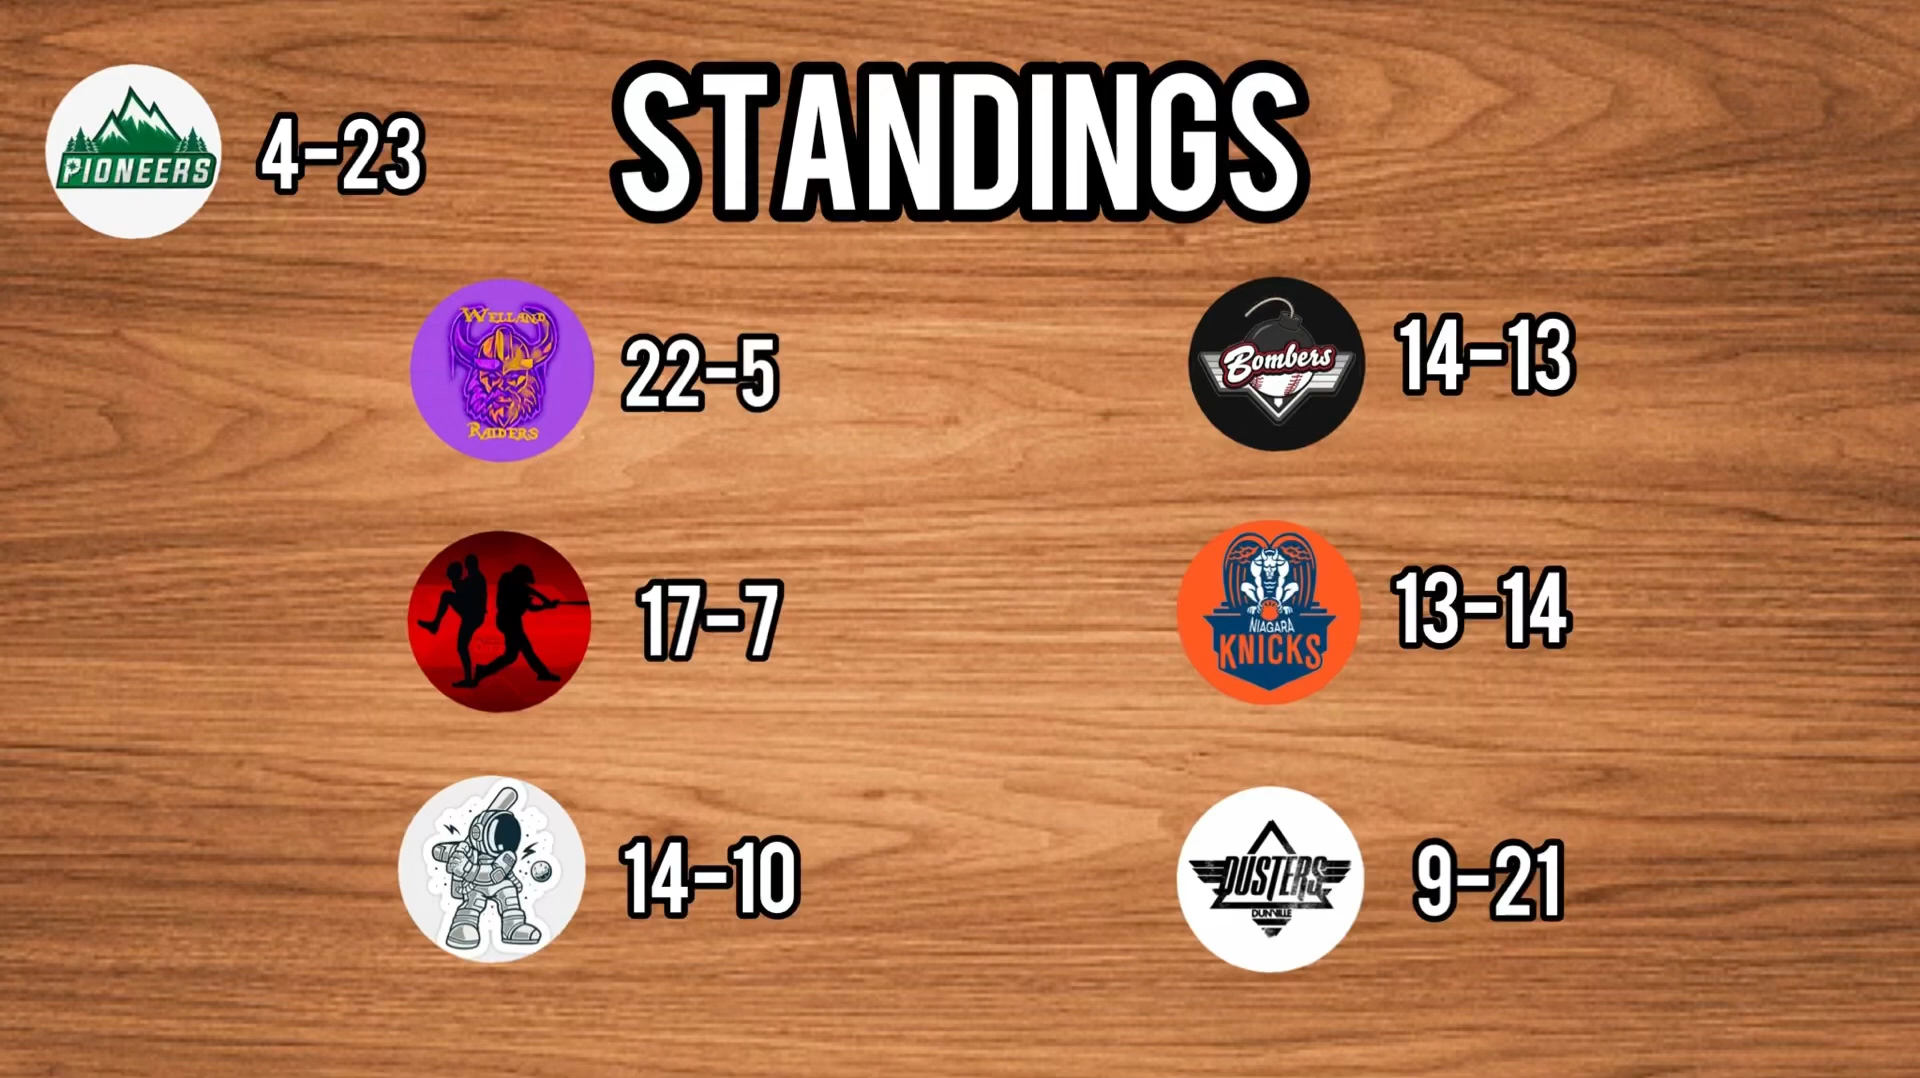 STANDINGS
PIONEERS
4-23
WELLAND
RAIDERS
22-5
Bombers
14-13
17-7
NIAGARA
KNICKS
13-14
14-10
DUSTERS
DUNVILLE
9-21